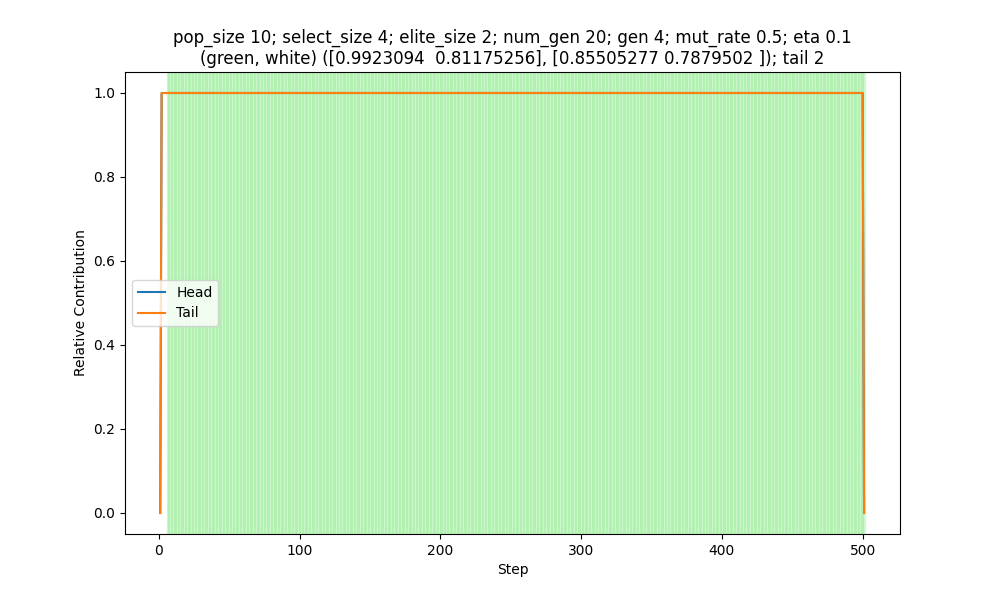 pop_size 10; select_size 4; elite_size 2; num_gen 20; gen 4; mut_rate 0.5; eta 0.1
(green, white) ([0.9923094  0.81175256], [0.85505277 0.7879502 ]); tail 2
1.0
0.8
0.6
0.4
0.2
0.0
Relative Contribution
Head
Tail
0
100
200
300
400
500
Step